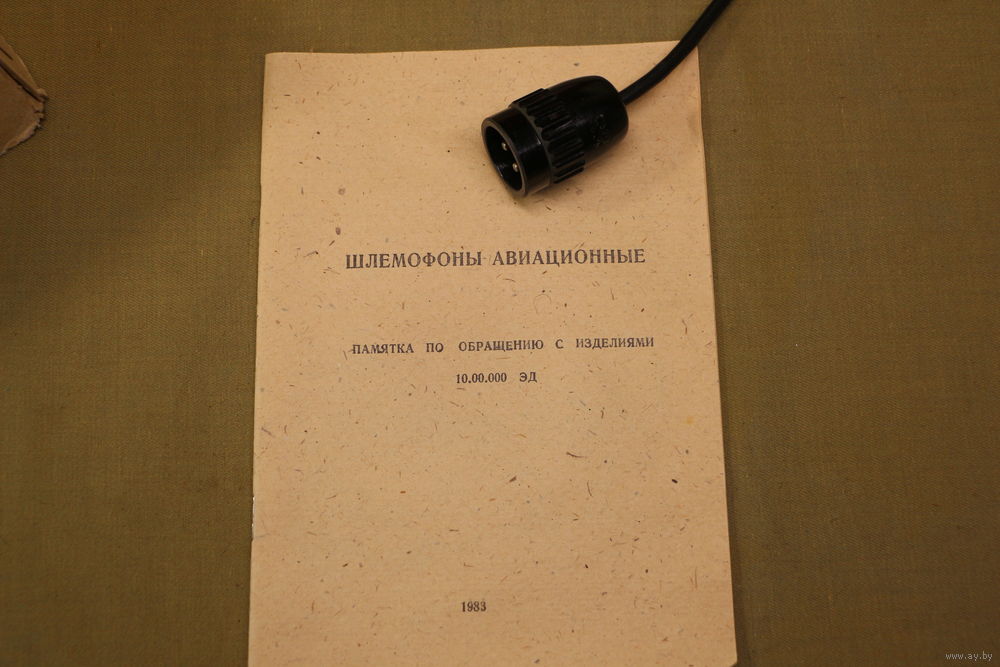 ШЛЕМОФОНЫ АВИАЦИОННЫЕ
ПАМЯТКА ПО ОБРАЩЕНИЮ С ИЗДЕЛИЯМИ
10.00.000 ЭД
1983
www.ay.by